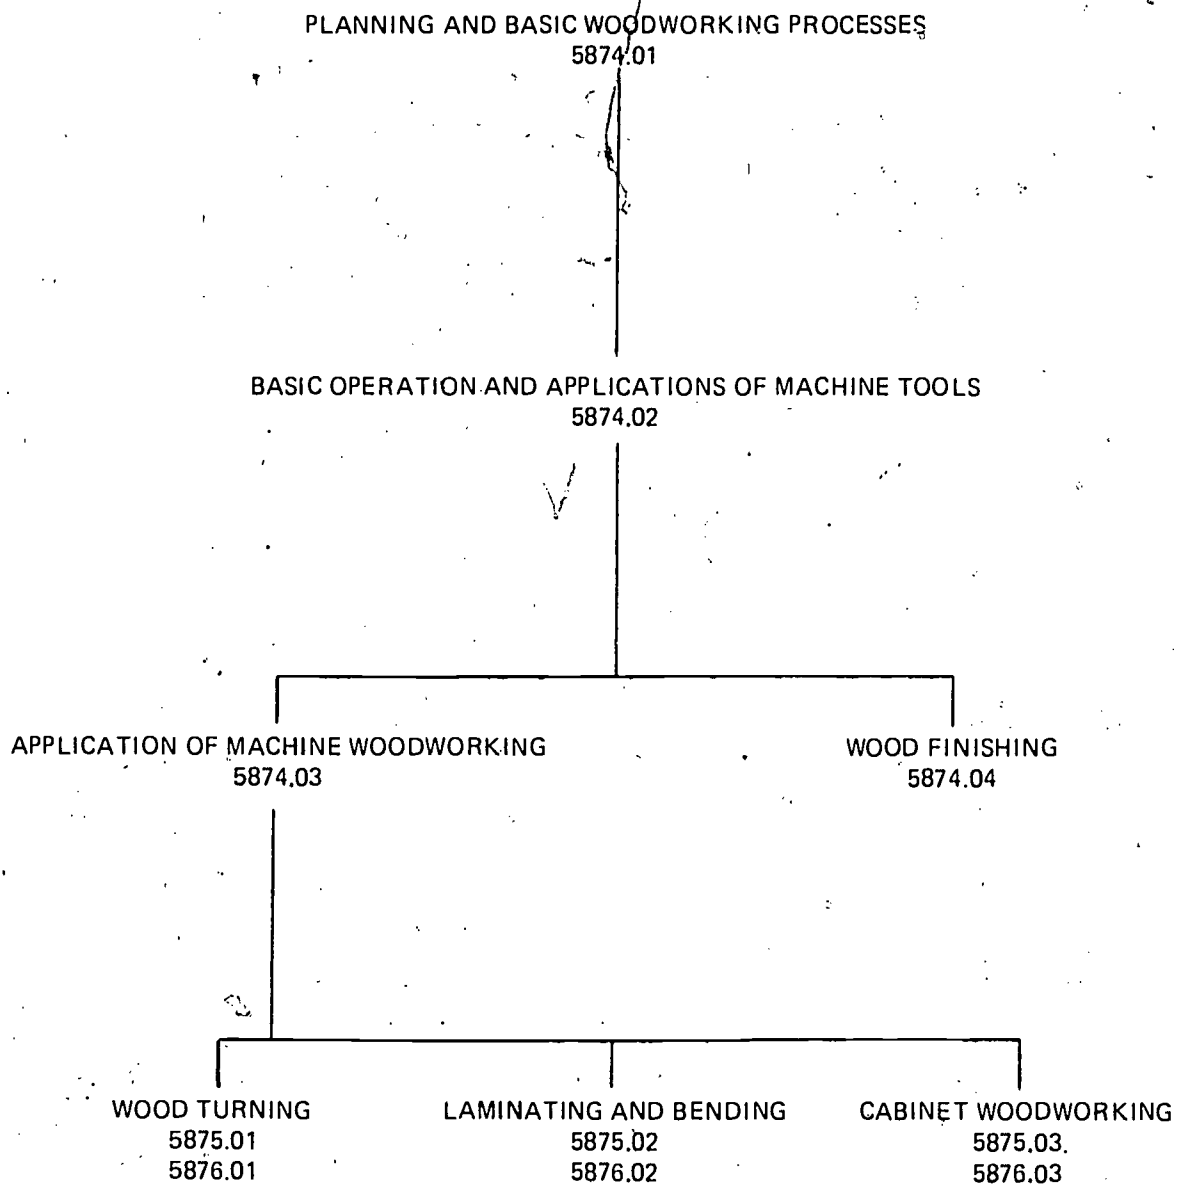 PLANNING AND BASIC WOODWORKING PROCESSES
5874.01
BASIC OPERATION AND APPLICATIONS OF MACHINE TOOLS
5874.02
APPLICATION OF MACHINE WOODWORKING
5874.03
WOOD FINISHING
5874.04
WOOD TURNING
5875.01
5876.01
LAMINATING AND BENDING
5875.02
5876.02
CABINET WOODWORKING
5875.03
5876.03